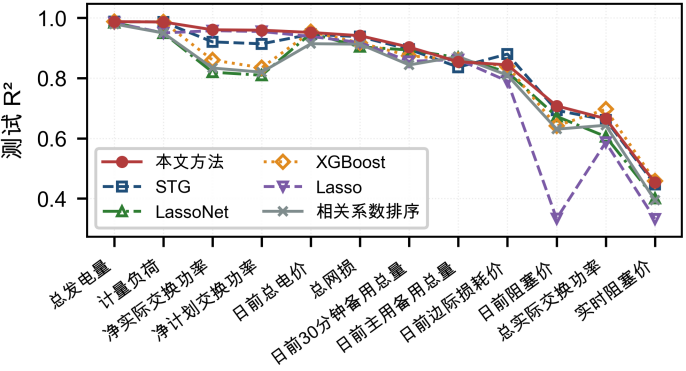 测试 R²
1.0
0.8
0.6
0.4
本文方法
STG
LassoNet
XGBoost
Lasso
相关系数排序
总发电量
计量负荷
净实际交换功率
净计划交换功率
日前总电价
总网损
日前30分钟备用总量
日前主用备用总量
日前边际损耗价
日前阻塞价
总实际交换功率
实时阻塞价